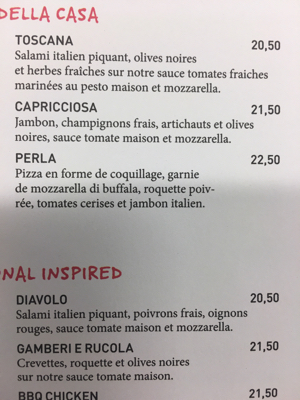 DELLA CASA
TOSCANA 20,50
Salami italien piquant, olives noires
et herbes fraîches sur notre sauce tomates fraiches
marinées au pesto maison et mozzarella.
CAPRICCIOSA 21,50
Jambon, champignons frais, artichauts et olives
noires, sauce tomate maison et mozzarella.
PERLA 22,50
Pizza en forme de coquillage, garnie
de mozzarella di buffala, roquette poiv-
rée, tomates cerises et jambon italien.
NAL INSPIRED
DIAVOLO 20,50
Salami italien piquant, poivrons frais, oignons
rouges, sauce tomate maison et mozzarella.
GAMBERI E RUCOLA 21,50
Crevettes, roquette et olives noires
sur notre sauce tomate maison.
BBQ CHICKEN 21,50